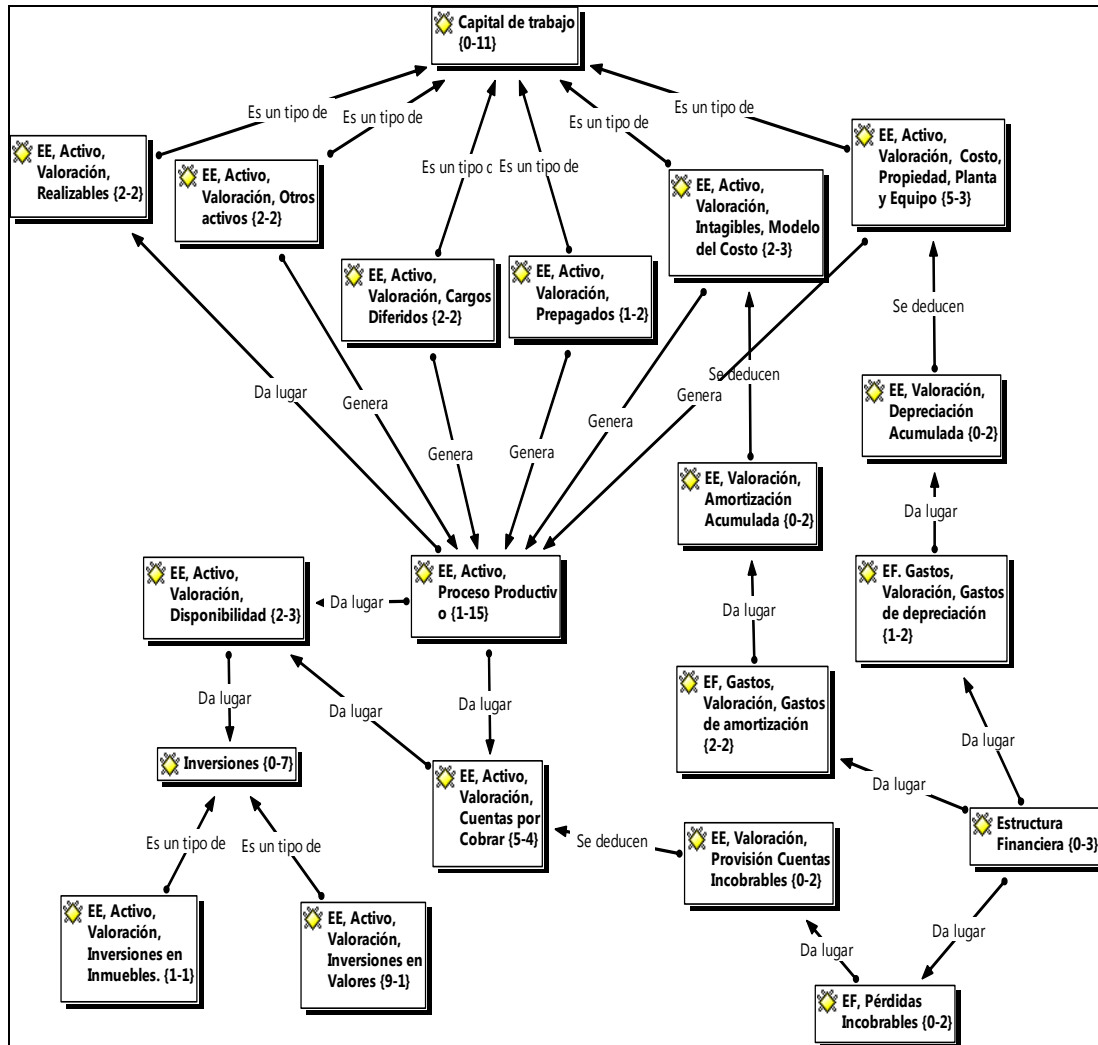 Capital de trabajo
{0-11}
Es un tipo de
Es un tipo de
Es un tipo d
Es un tipo de
Es un tipo de
Es un tipo de
EE, Activo,
Valoración,
Realizables {2-2}
EE, Activo,
Valoración, Otros
activos {2-2}
EE, Activo,
Valoración, Cargos
Diferidos {2-2}
EE, Activo,
Valoración,
Prepagados {1-2}
EE, Activo,
Valoración,
Intagibles, Modelo
del Costo {2-3}
EE, Activo,
Valoración, Costo,
Propiedad, Planta
y Equipo {5-3}
Se deducen
Se deducen
Da lugar
Genera
Genera
Genera
Genera
Genera
EE, Valoración,
Depreciación
Acumulada {0-2}
EE, Valoración,
Amortización
Acumulada {0-2}
Da lugar
EE, Activo,
Valoración,
Disponibilidad {2-3}
Da lugar
EE, Activo,
Proceso Productiv
o {1-15}
Da lugar
EF. Gastos,
Valoración, Gastos
de depreciación
{1-2}
EF, Gastos,
Valoración, Gastos
de amortización
{2-2}
Da lugar
Da lugar
Da lugar
Da lugar
Da lugar
Inversiones {0-7}
EE, Activo,
Valoración,
Cuentas por
Cobrar {5-4}
Es un tipo de
Es un tipo de
Se deducen
EE, Valoración,
Provisión Cuentas
Incobrables {0-2}
Estructura
Financiera {0-3}
EE, Activo,
Valoración,
Inversiones en
Inmuebles. {1-1}
EE, Activo,
Valoración,
Inversiones en
Valores {9-1}
Da lugar
Da lugar
EF, Pérdidas
Incobrables {0-2}